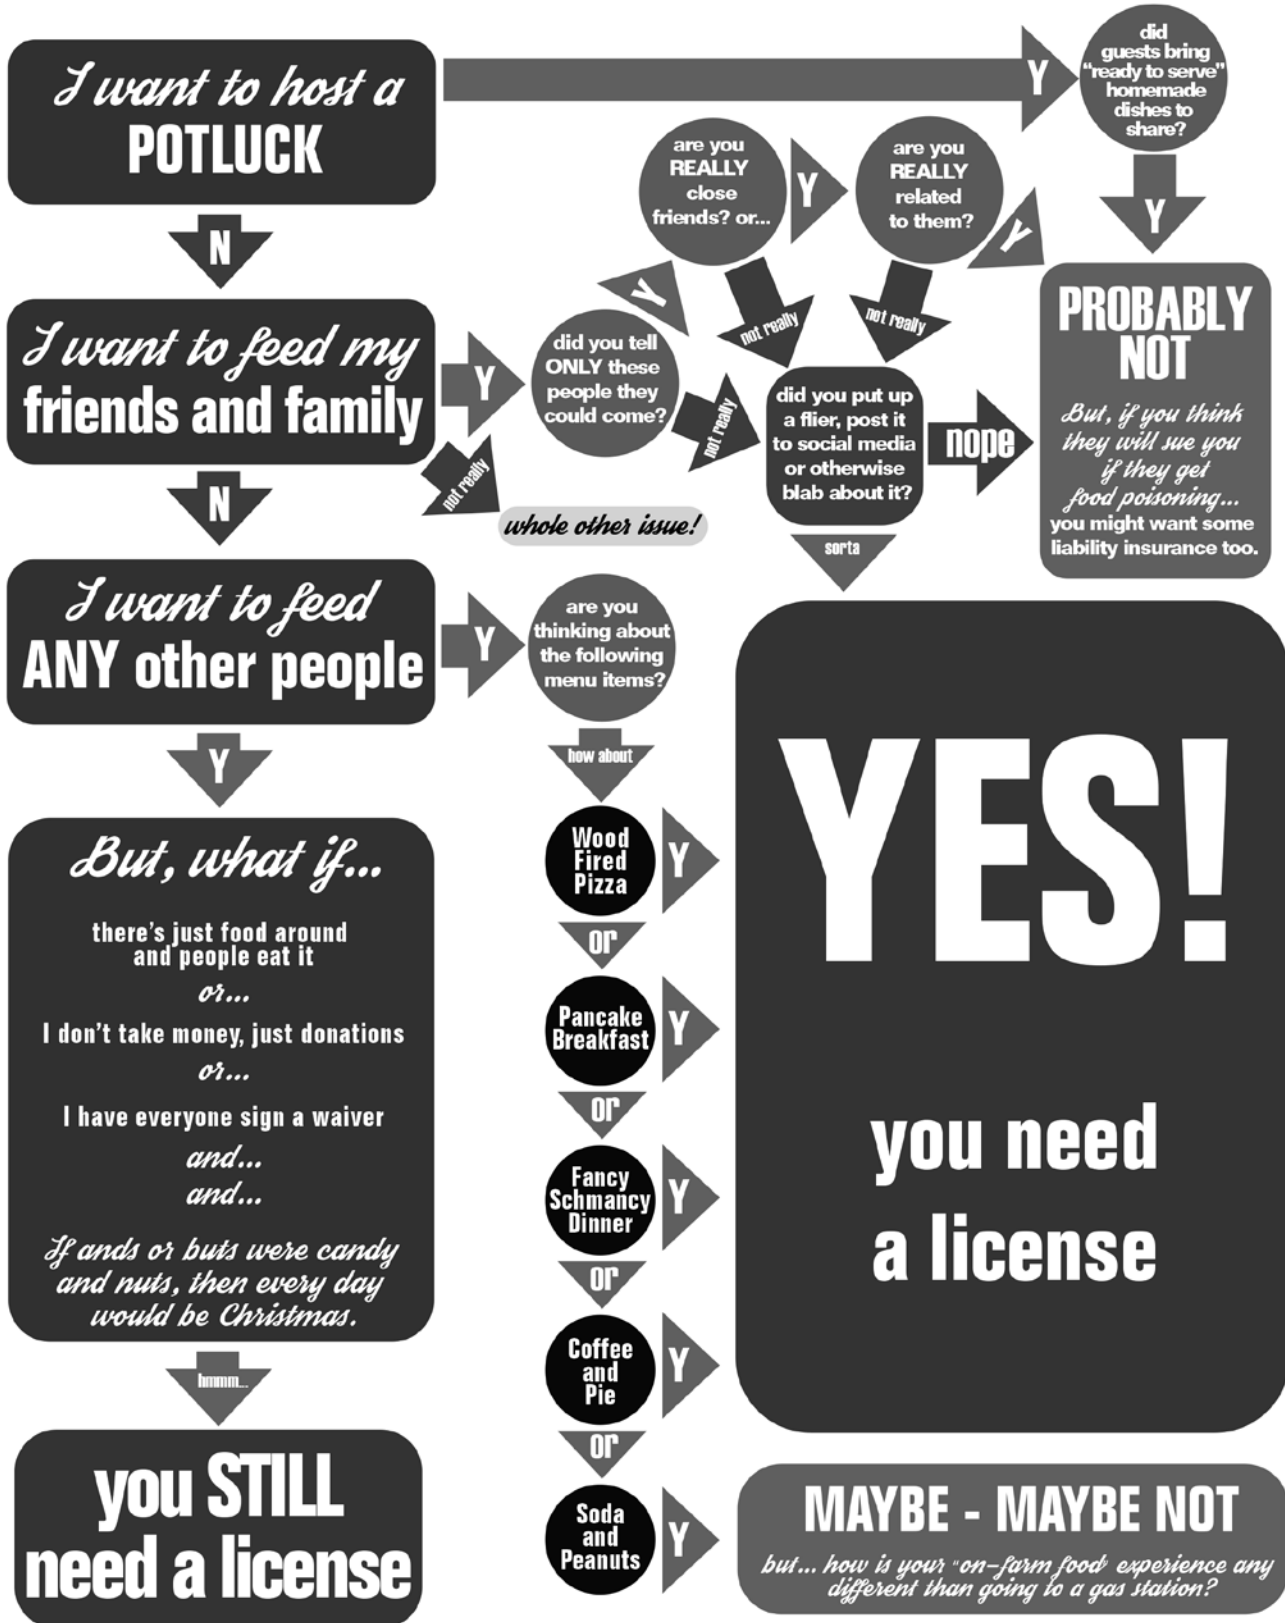 I want to host a
POTLUCK
Y
did
guests bring
"ready to serve"
homemade
dishes to
share?
Y
N
I want to feed my
friends and family
Y
did you tell
ONLY these
people they
could come?
Y
are you
REALLY
close
friends? or...
Y
are you
REALLY
related
to them?
Y
not really
not really
not really
did you put up
a flier, post it
to social media
or otherwise
blab about it?
nope
PROBABLY
NOT
But, if you think
they will sue you
if they get
food poisoning...
you might want some
liability insurance too.
sorta
not really
whole other issue!
N
I want to feed
ANY other people
Y
are you
thinking about
the following
menu items?
how about
Wood
Fired
Pizza
Y
or
Pancake
Breakfast
Y
or
Fancy
Schmancy
Dinner
Y
or
Coffee
and
Pie
Y
or
Soda
and
Peanuts
Y
YES!
you need
a license
MAYBE - MAYBE NOT
but... how is your "on-farm food" experience any
different than going to a gas station?
Y
But, what if...
there's just food around
and people eat it
or...
I don't take money, just donations
or...
I have everyone sign a waiver
and...
and...
If ands or buts were candy
and nuts, then every day
would be Christmas.
hmmm...
you STILL
need a license